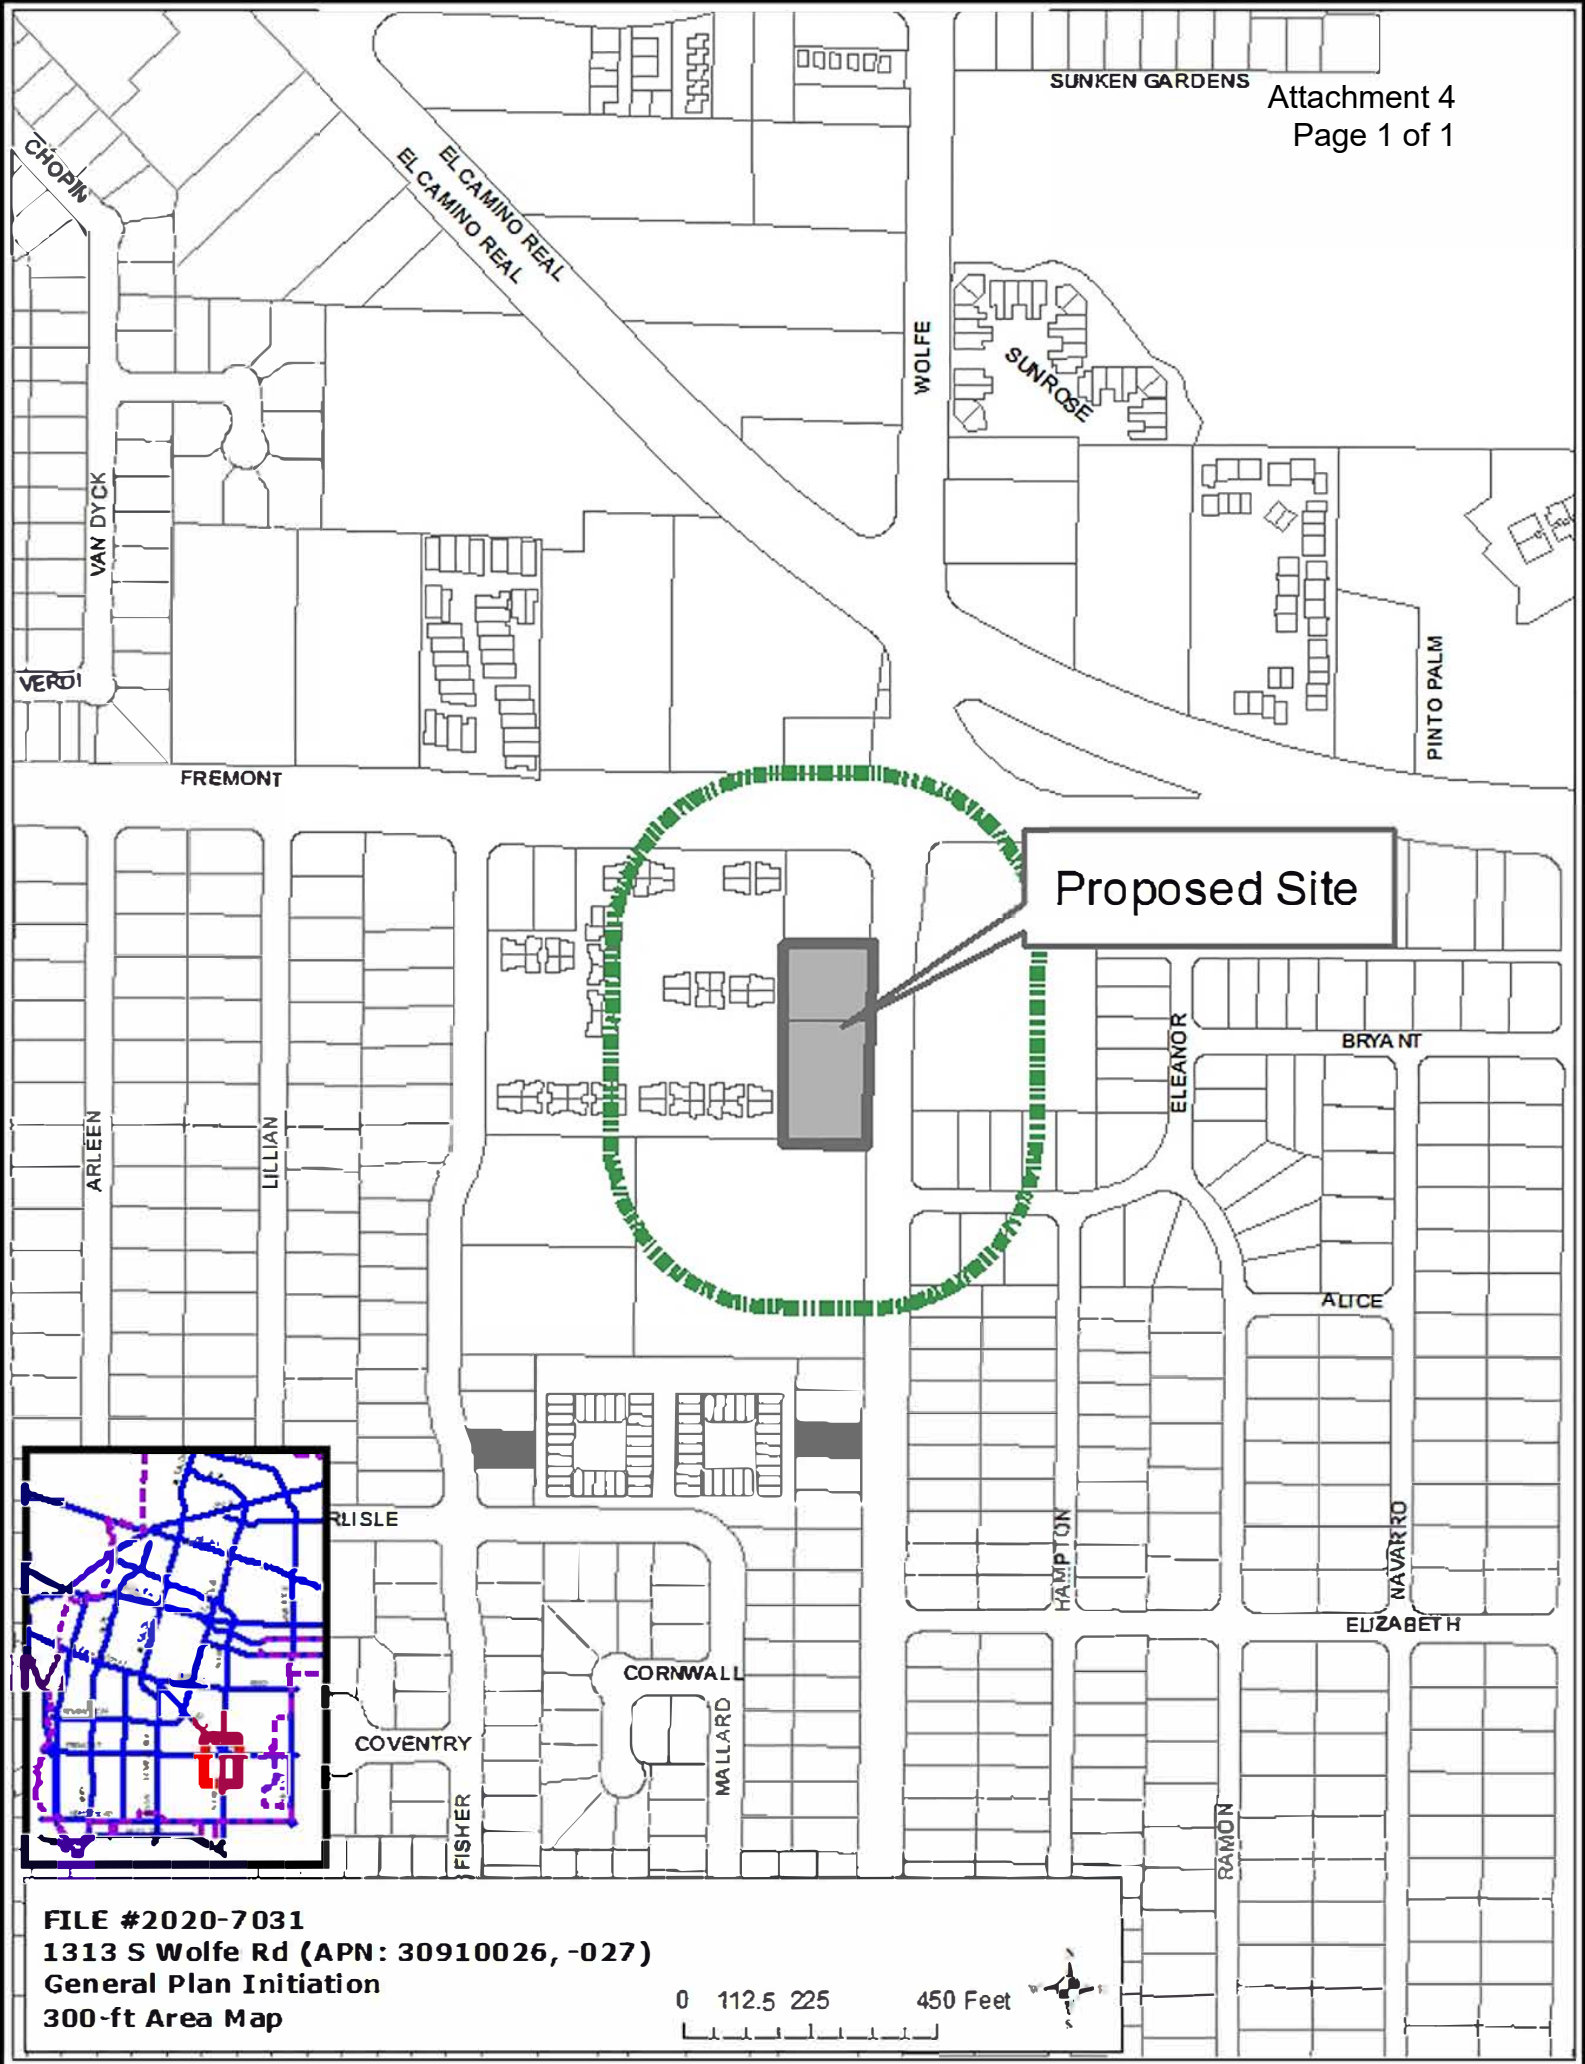 SUNKEN GARDENS
Attachment 4
Page 1 of 1
CHOPIN
EL CAMINO REAL
EL CAMINO REAL
WOLFE
SUNROSE
VAN DYCK
VERDI
PINTO PALM
FREMONT
Proposed Site
ELEANOR
BRYANT
ARLEEN
LILLIAN
ALICE
RLISLE
HAMPTON
NAVARRO
ELIZABETH
CORNWALL
COVENTRY
MALLARD
FISHER
RAMON
FILE #2020-7031
1313 S Wolfe Rd (APN: 30910026, -027)
General Plan Initiation
300-ft Area Map
0 112.5 225 450 Feet